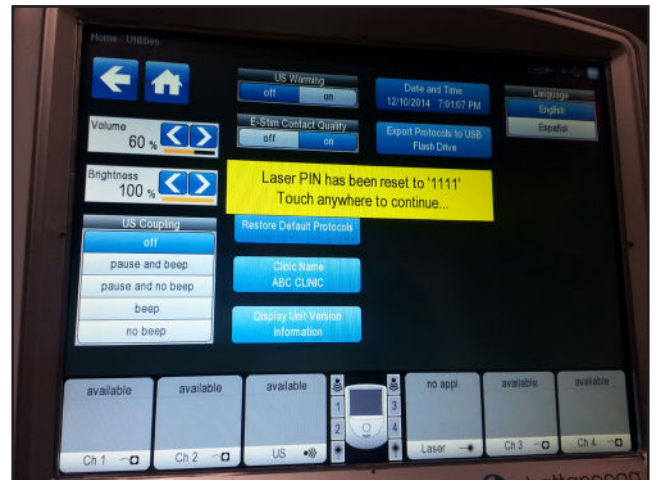 Home / Utilities
US Warming
off on
Date and Time
12/10/2014 7:01:07 PM
Language
English
Español
Volume
60 %
E-Stim Contact Quality
off on
Export Protocols to USB
Flash Drive
Brightness
100 %
Laser PIN has been reset to '1111'
Touch anywhere to continue...
US Coupling
off
pause and beep
pause and no beep
beep
no beep
Restore Default Protocols
Clinic Name
ABC CLINIC
Display Unit Version
Information
available
available
available
no appl.
available
available
1
2
3
4
Ch 1
Ch 2
US
Laser
Ch 3
Ch 4